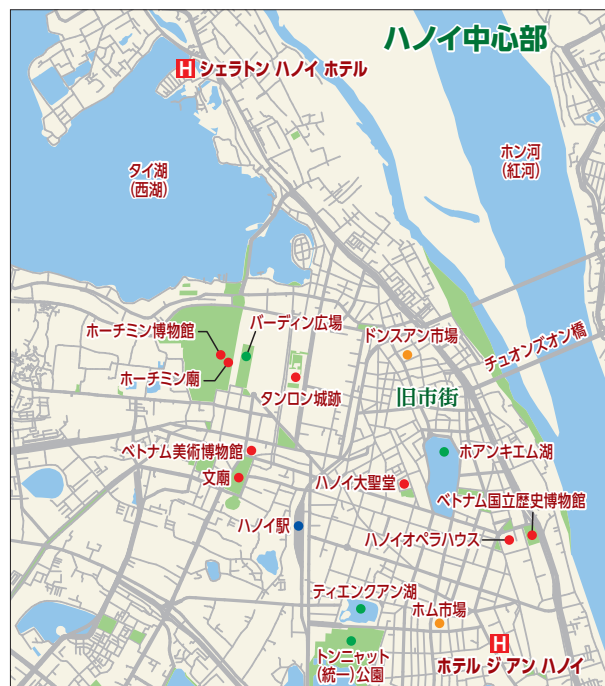 ハノイ中心部
H シェラトン ハノイ ホテル
タイ湖
(西湖)
ホン河
(紅河)
ホーチミン博物館
バーディン広場
ドンスアン市場
チュオンズオン橋
ホーチミン廟
タンロン城跡
旧市街
ベトナム美術博物館
ホアンキエム湖
文廟
ハノイ大聖堂
ベトナム国立歴史博物館
ハノイ駅
ハノイオペラハウス
ティエンクアン湖
ホム市場
トンニャット
(統一)公園
H
ホテル ジ アン ハノイ